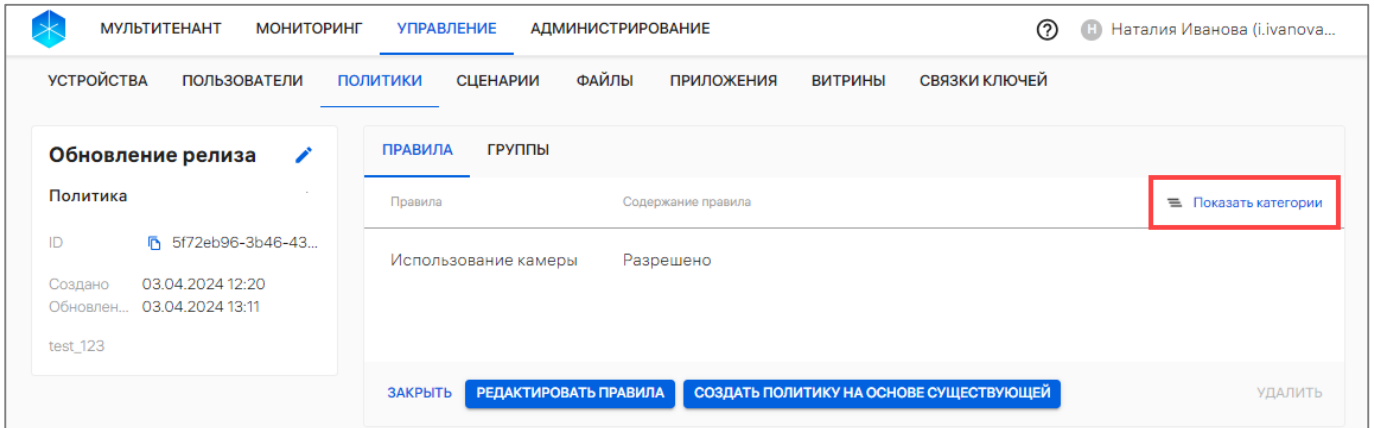 МУЛЬТИТЕНАНТ МОНИТОРИНГ УПРАВЛЕНИЕ АДМИНИСТРИРОВАНИЕ ? Н Наталия Иванова (i.ivanova...
УСТРОЙСТВА ПОЛЬЗОВАТЕЛИ ПОЛИТИКИ СЦЕНАРИИ ФАЙЛЫ ПРИЛОЖЕНИЯ ВИТРИНЫ СВЯЗКИ КЛЮЧЕЙ
Обновление релиза
Политика
ID 5f72eb96-3b46-43...
Создано 03.04.2024 12:20
Обновлен... 03.04.2024 13:11
test_123
ПРАВИЛА ГРУППЫ
Правила Содержание правила Показать категории
Использование камеры Разрешено
ЗАКРЫТЬ РЕДАКТИРОВАТЬ ПРАВИЛА СОЗДАТЬ ПОЛИТИКУ НА ОСНОВЕ СУЩЕСТВУЮЩЕЙ УДАЛИТЬ